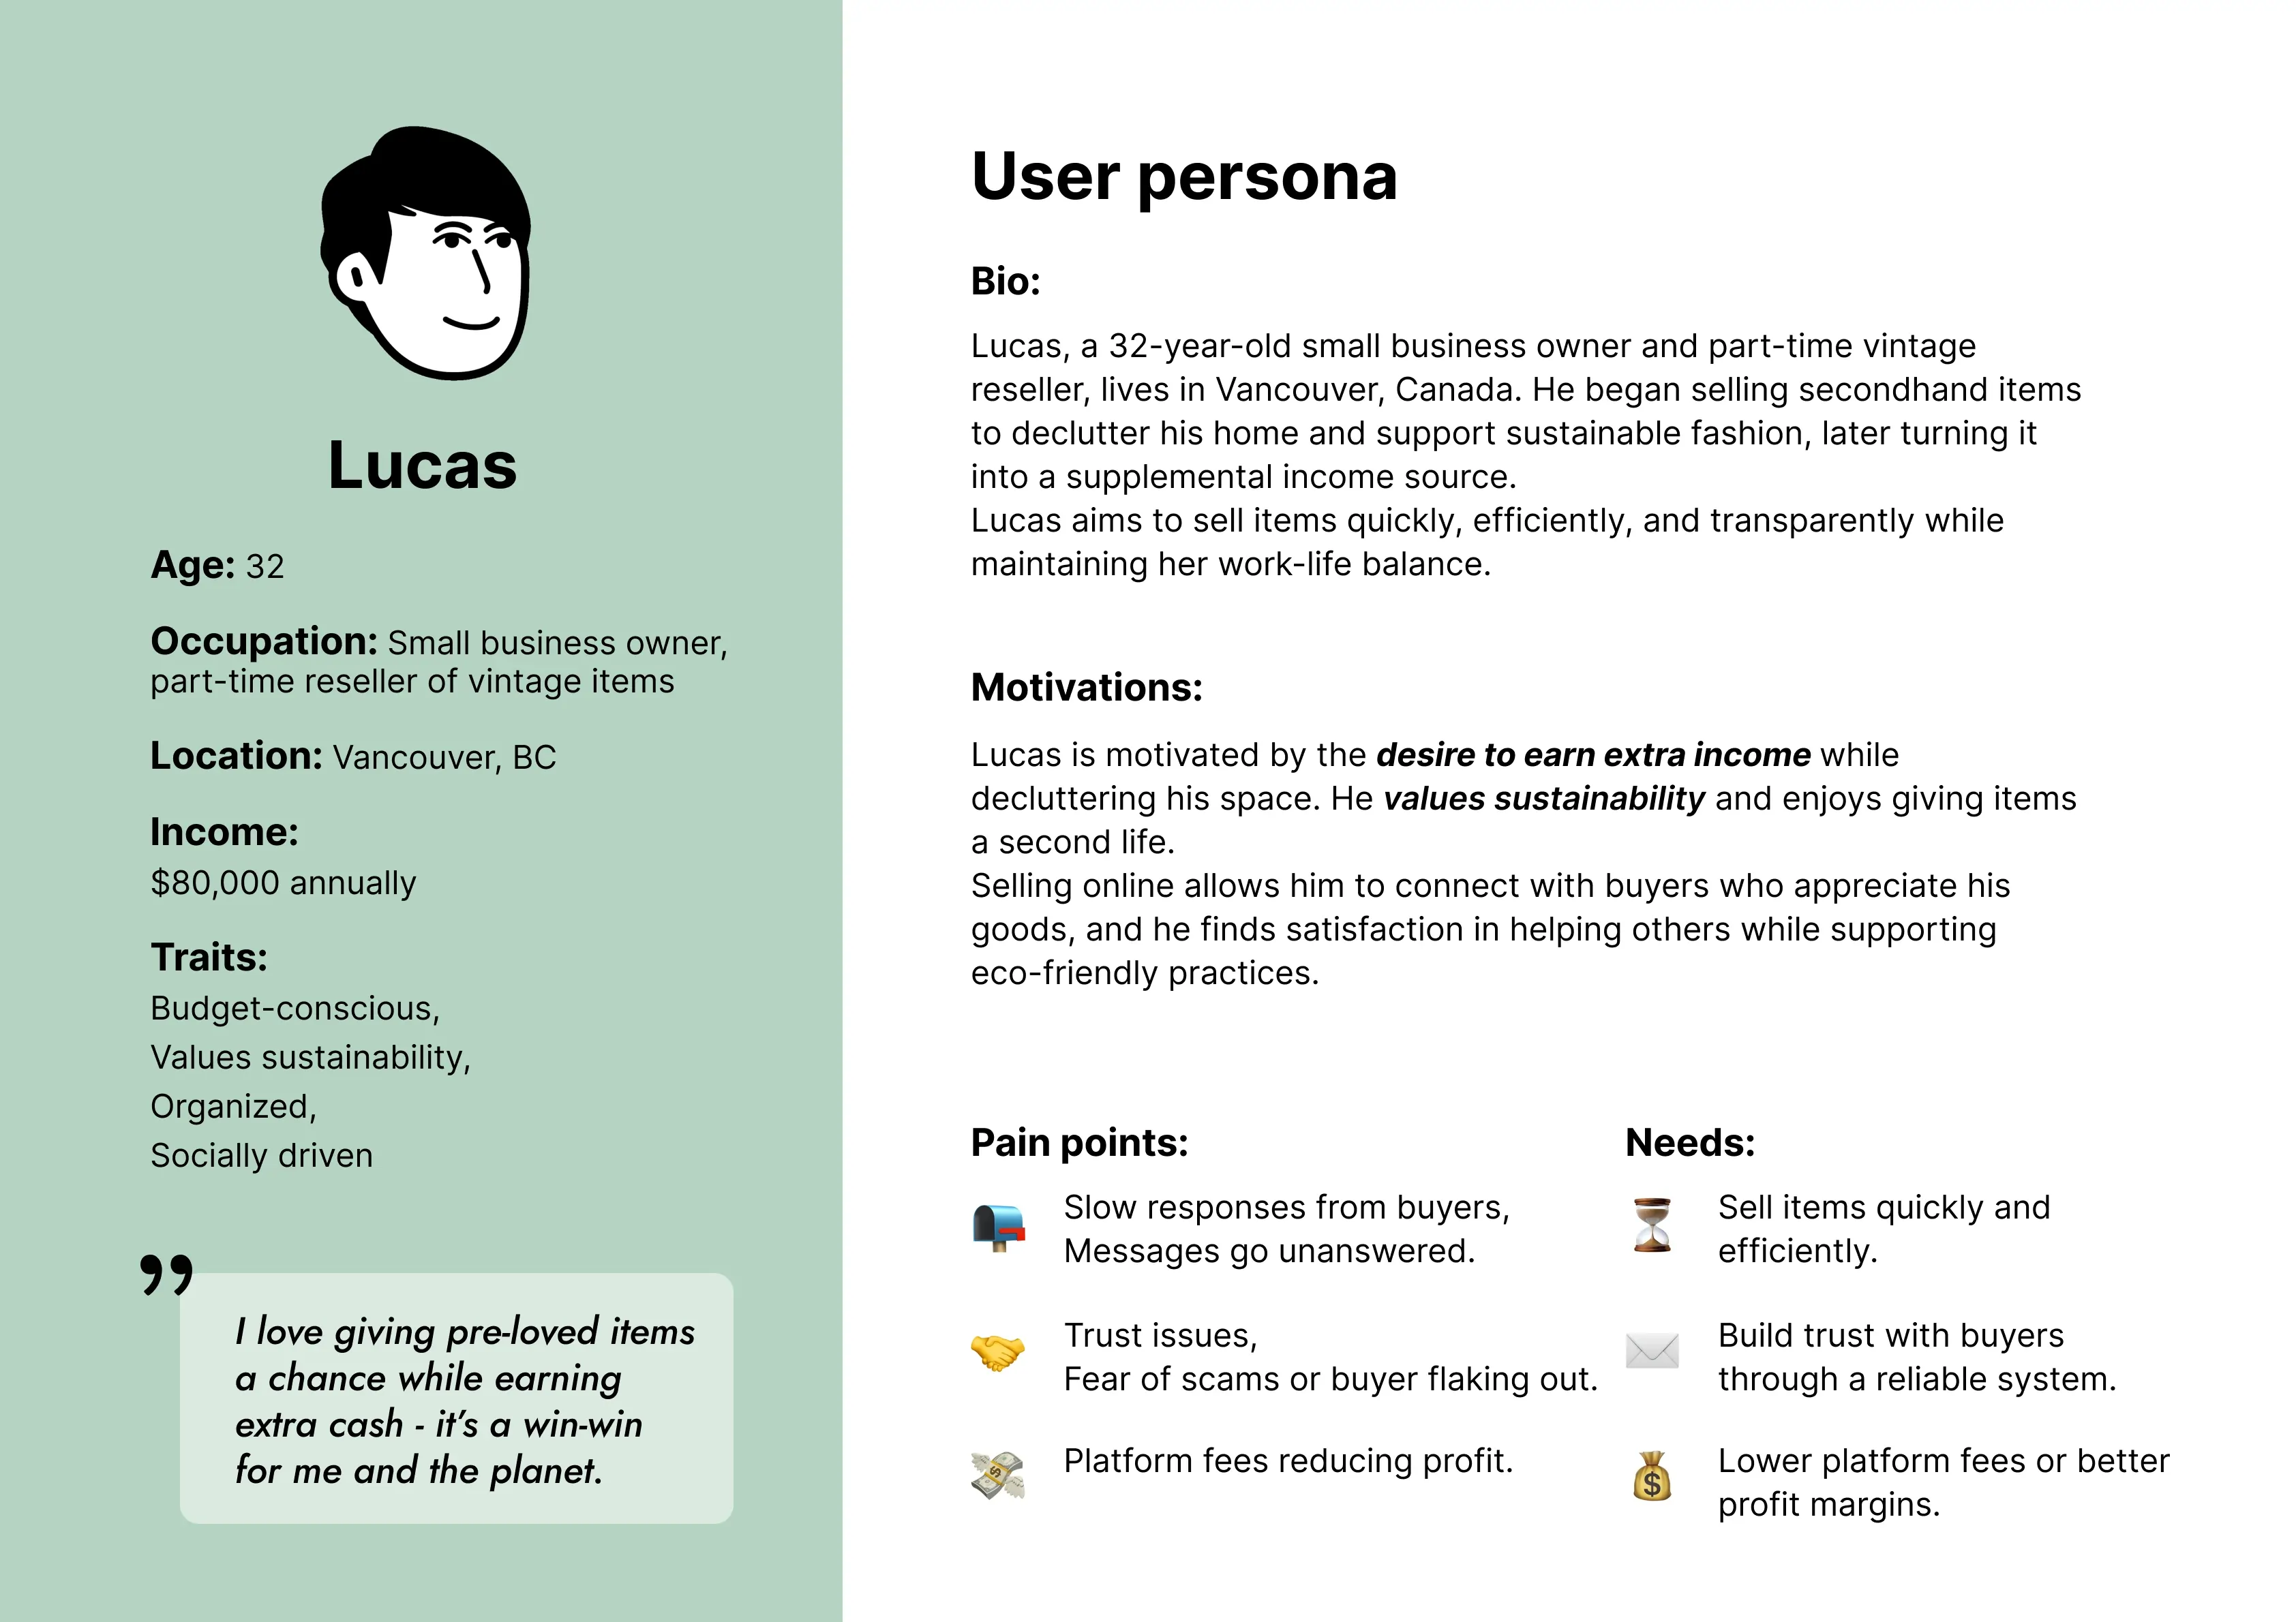 Lucas
Age: 32
Occupation: Small business owner,
part-time reseller of vintage items
Location: Vancouver, BC
Income:
$80,000 annually
Traits:
Budget-conscious,
Values sustainability,
Organized,
Socially driven
”
I love giving pre-loved items
a chance while earning
extra cash - it’s a win-win
for me and the planet.
User persona
Bio:
Lucas, a 32-year-old small business owner and part-time vintage
reseller, lives in Vancouver, Canada. He began selling secondhand items
to declutter his home and support sustainable fashion, later turning it
into a supplemental income source.
Lucas aims to sell items quickly, efficiently, and transparently while
maintaining her work-life balance.
Motivations:
Lucas is motivated by the desire to earn extra income while
decluttering his space. He values sustainability and enjoys giving items
a second life.
Selling online allows him to connect with buyers who appreciate his
goods, and he finds satisfaction in helping others while supporting
eco-friendly practices.
Pain points:
Slow responses from buyers,
Messages go unanswered.
Trust issues,
Fear of scams or buyer flaking out.
Platform fees reducing profit.
Needs:
Sell items quickly and
efficiently.
Build trust with buyers
through a reliable system.
Lower platform fees or better
profit margins.